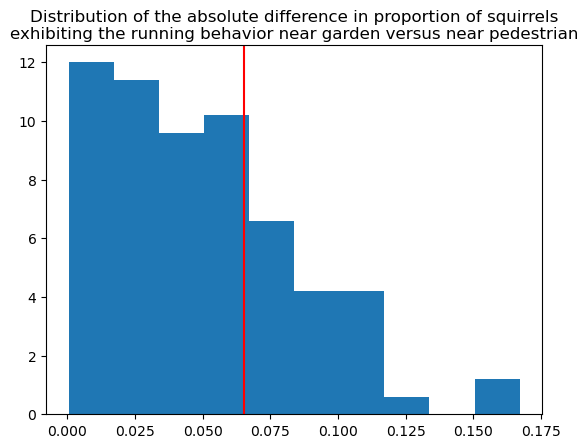 Distribution of the absolute difference in proportion of squirrels
exhibiting the running behavior near garden versus near pedestrian
12
10
8
6
4
2
0
0.000 0.025 0.050 0.075 0.100 0.125 0.150 0.175